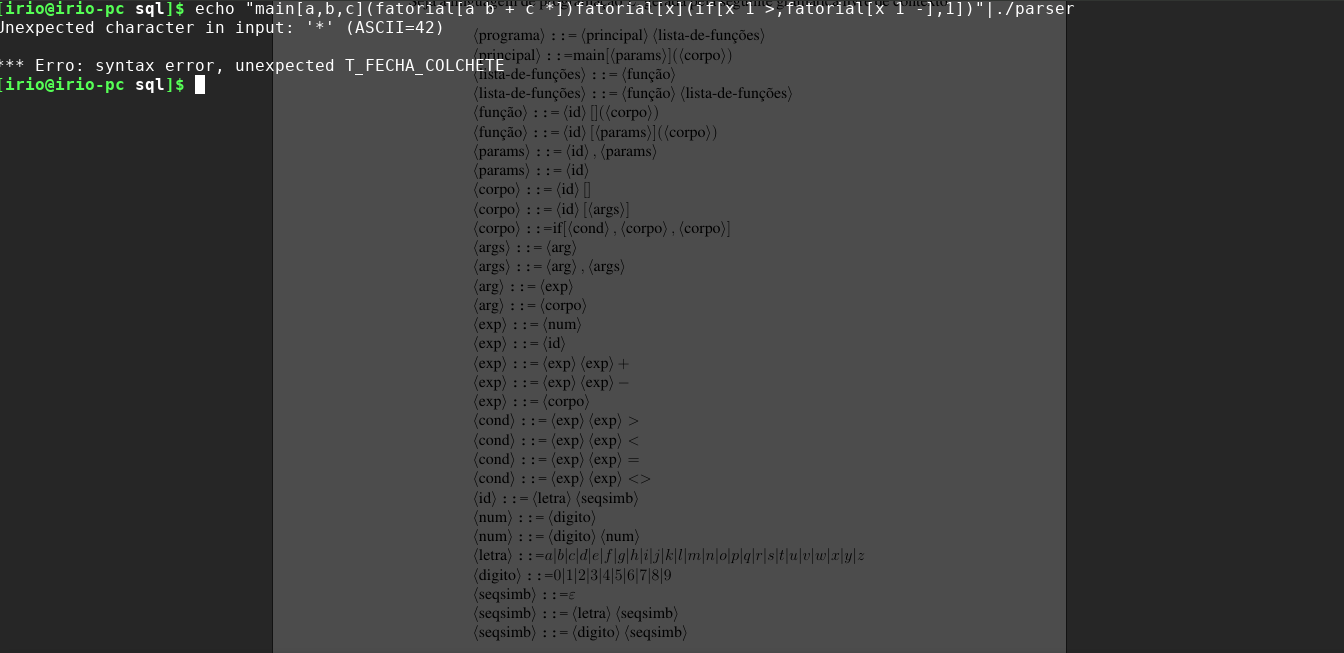 [irio@irio-pc sql]$ echo "main[a,b,c](fatorial[a b + c *])fatorial[x](if[x 1 >,fatorial[x 1 -],1])"|./parser
Unexpected character in input: '*' (ASCII=42)
*** Erro: syntax error, unexpected T_FECHA_COLCHETE
[irio@irio-pc sql]$
⟨programa⟩ ::= ⟨principal⟩ ⟨lista-de-funções⟩
⟨principal⟩ ::=main[⟨params⟩](⟨corpo⟩)
⟨lista-de-funções⟩ ::= ⟨função⟩
⟨lista-de-funções⟩ ::= ⟨função⟩ ⟨lista-de-funções⟩
⟨função⟩ ::= ⟨id⟩ [](⟨corpo⟩)
⟨função⟩ ::= ⟨id⟩ [⟨params⟩](⟨corpo⟩)
⟨params⟩ ::= ⟨id⟩ , ⟨params⟩
⟨params⟩ ::= ⟨id⟩
⟨corpo⟩ ::= ⟨id⟩ []
⟨corpo⟩ ::= ⟨id⟩ [⟨args⟩]
⟨corpo⟩ ::=if[⟨cond⟩ , ⟨corpo⟩ , ⟨corpo⟩]
⟨args⟩ ::= ⟨arg⟩
⟨args⟩ ::= ⟨arg⟩ , ⟨args⟩
⟨arg⟩ ::= ⟨exp⟩
⟨arg⟩ ::= ⟨corpo⟩
⟨exp⟩ ::= ⟨num⟩
⟨exp⟩ ::= ⟨id⟩
⟨exp⟩ ::= ⟨exp⟩ ⟨exp⟩ +
⟨exp⟩ ::= ⟨exp⟩ ⟨exp⟩ −
⟨exp⟩ ::= ⟨corpo⟩
⟨cond⟩ ::= ⟨exp⟩ ⟨exp⟩ >
⟨cond⟩ ::= ⟨exp⟩ ⟨exp⟩ <
⟨cond⟩ ::= ⟨exp⟩ ⟨exp⟩ =
⟨cond⟩ ::= ⟨exp⟩ ⟨exp⟩ <>
⟨id⟩ ::= ⟨letra⟩ ⟨seqsimb⟩
⟨num⟩ ::= ⟨digito⟩
⟨num⟩ ::= ⟨digito⟩ ⟨num⟩
⟨letra⟩ ::=a|b|c|d|e|f|g|h|i|j|k|l|m|n|o|p|q|r|s|t|u|v|w|x|y|z
⟨digito⟩ ::=0|1|2|3|4|5|6|7|8|9
⟨seqsimb⟩ ::=ε
⟨seqsimb⟩ ::= ⟨letra⟩ ⟨seqsimb⟩
⟨seqsimb⟩ ::= ⟨digito⟩ ⟨seqsimb⟩